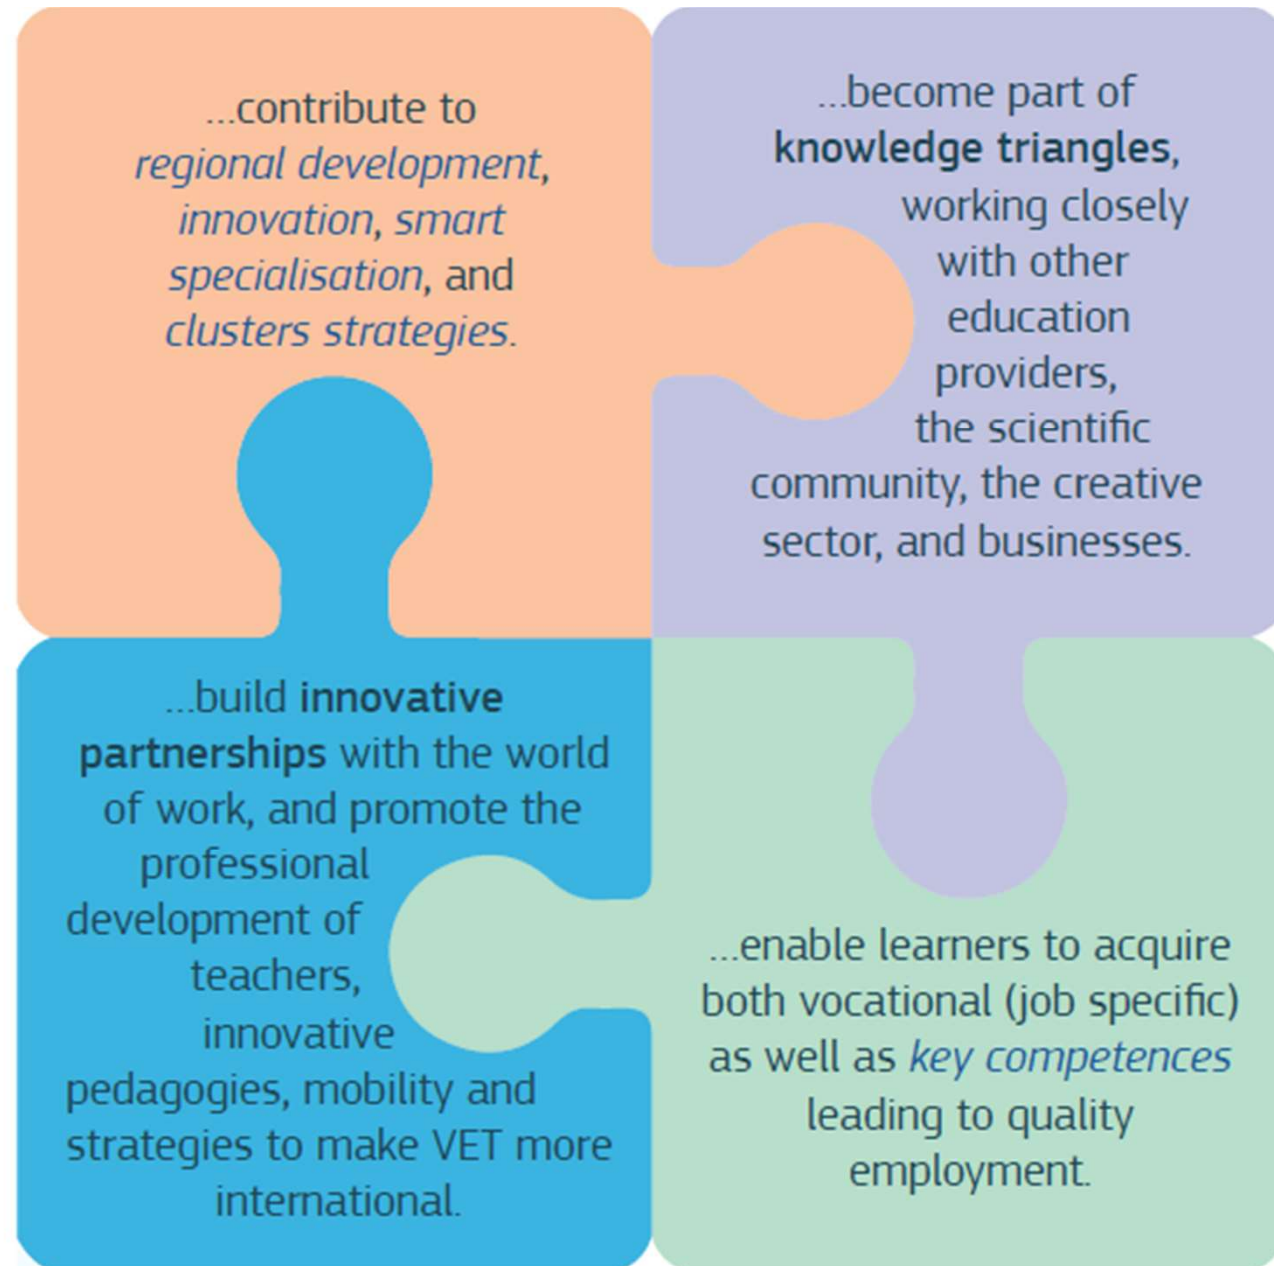 ...contribute to
regional development,
innovation, smart
specialisation, and
clusters strategies.
...become part of
knowledge triangles,
working closely
with other
education
providers,
the scientific
community, the creative
sector, and businesses.
...build innovative
partnerships with the world
of work, and promote the
professional
development of
teachers,
innovative
pedagogies, mobility and
strategies to make VET more
international.
...enable learners to acquire
both vocational (job specific)
as well as key competences
leading to quality
employment.